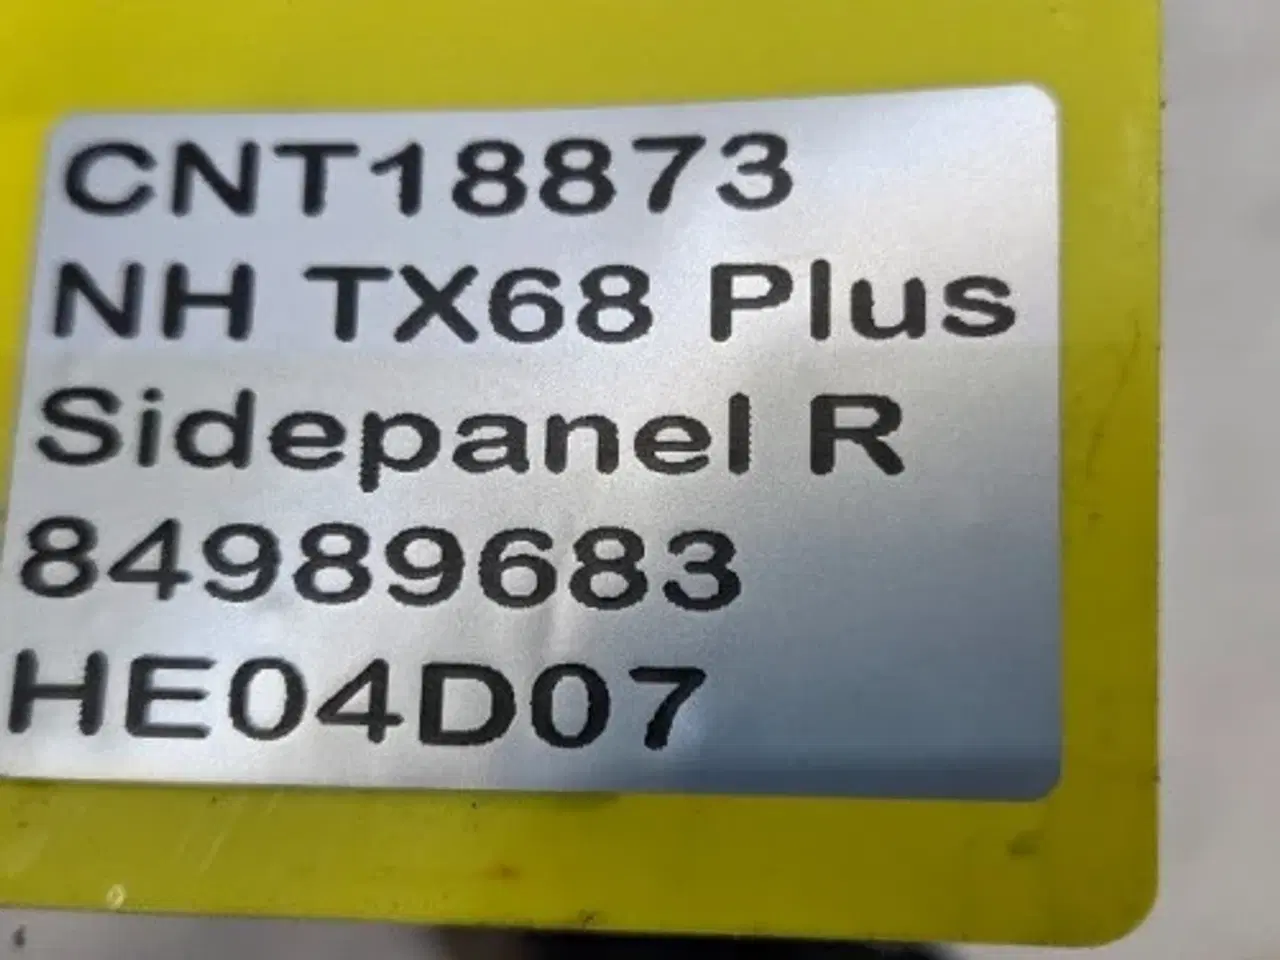 CNT18873
NH TX68 Plus
Sidepanel R
84989683
HE04D07